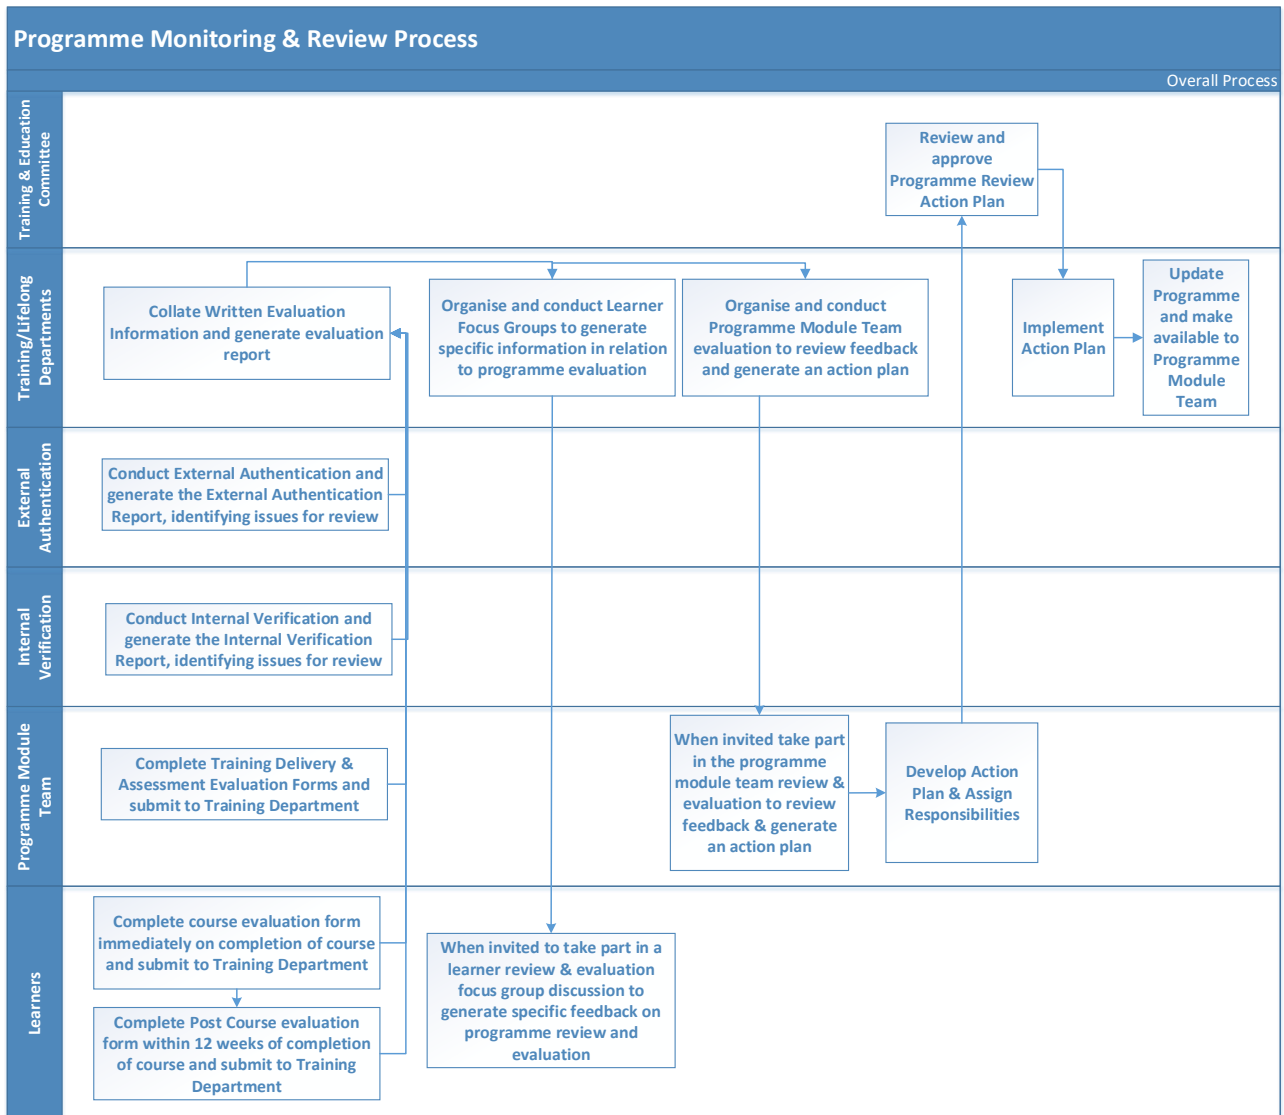 Programme Monitoring & Review Process
Overall Process
Training & Education
Committee
Review and
approve
Programme Review
Action Plan
Training/Lifelong
Departments
Collate Written Evaluation
Information and generate evaluation
report
Organise and conduct Learner
Focus Groups to generate
specific information in relation
to programme evaluation
Organise and conduct
Programme Module Team
evaluation to review feedback
and generate an action plan
Implement
Action Plan
Update
Programme
and make
available to
Programme
Module
Team
External
Authentication
Conduct External Authentication and
generate the External Authentication
Report, identifying issues for review
Internal
Verification
Conduct Internal Verification and
generate the Internal Verification
Report, identifying issues for review
Programme Module
Team
Complete Training Delivery &
Assessment Evaluation Forms and
submit to Training Department
When invited take part
in the programme
module team review &
evaluation to review
feedback & generate
an action plan
Develop Action
Plan & Assign
Responsibilities
Learners
Complete course evaluation form
immediately on completion of course
and submit to Training Department
Complete Post Course evaluation
form within 12 weeks of completion
of course and submit to Training
Department
When invited to take part in a
learner review & evaluation
focus group discussion to
generate specific feedback on
programme review and
evaluation